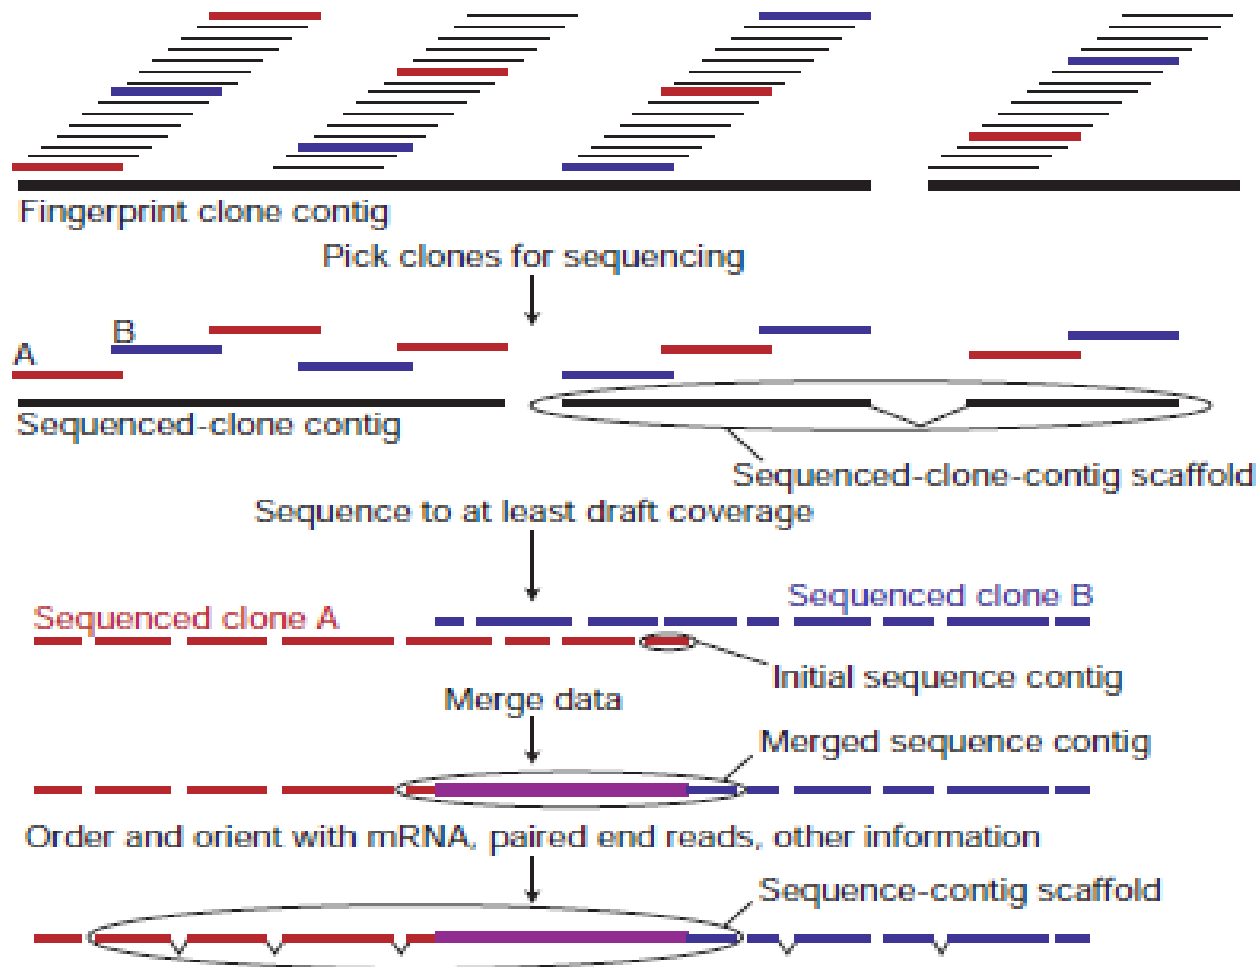 Fingerprint clone contig
Pick clones for sequencing
B
A
Sequenced-clone contig
Sequenced-clone-contig scaffold
Sequence to at least draft coverage
Sequenced clone B
Sequenced clone A
Initial sequence contig
Merge data
Merged sequence contig
Order and orient with mRNA, paired end reads, other information
Sequence-contig scaffold